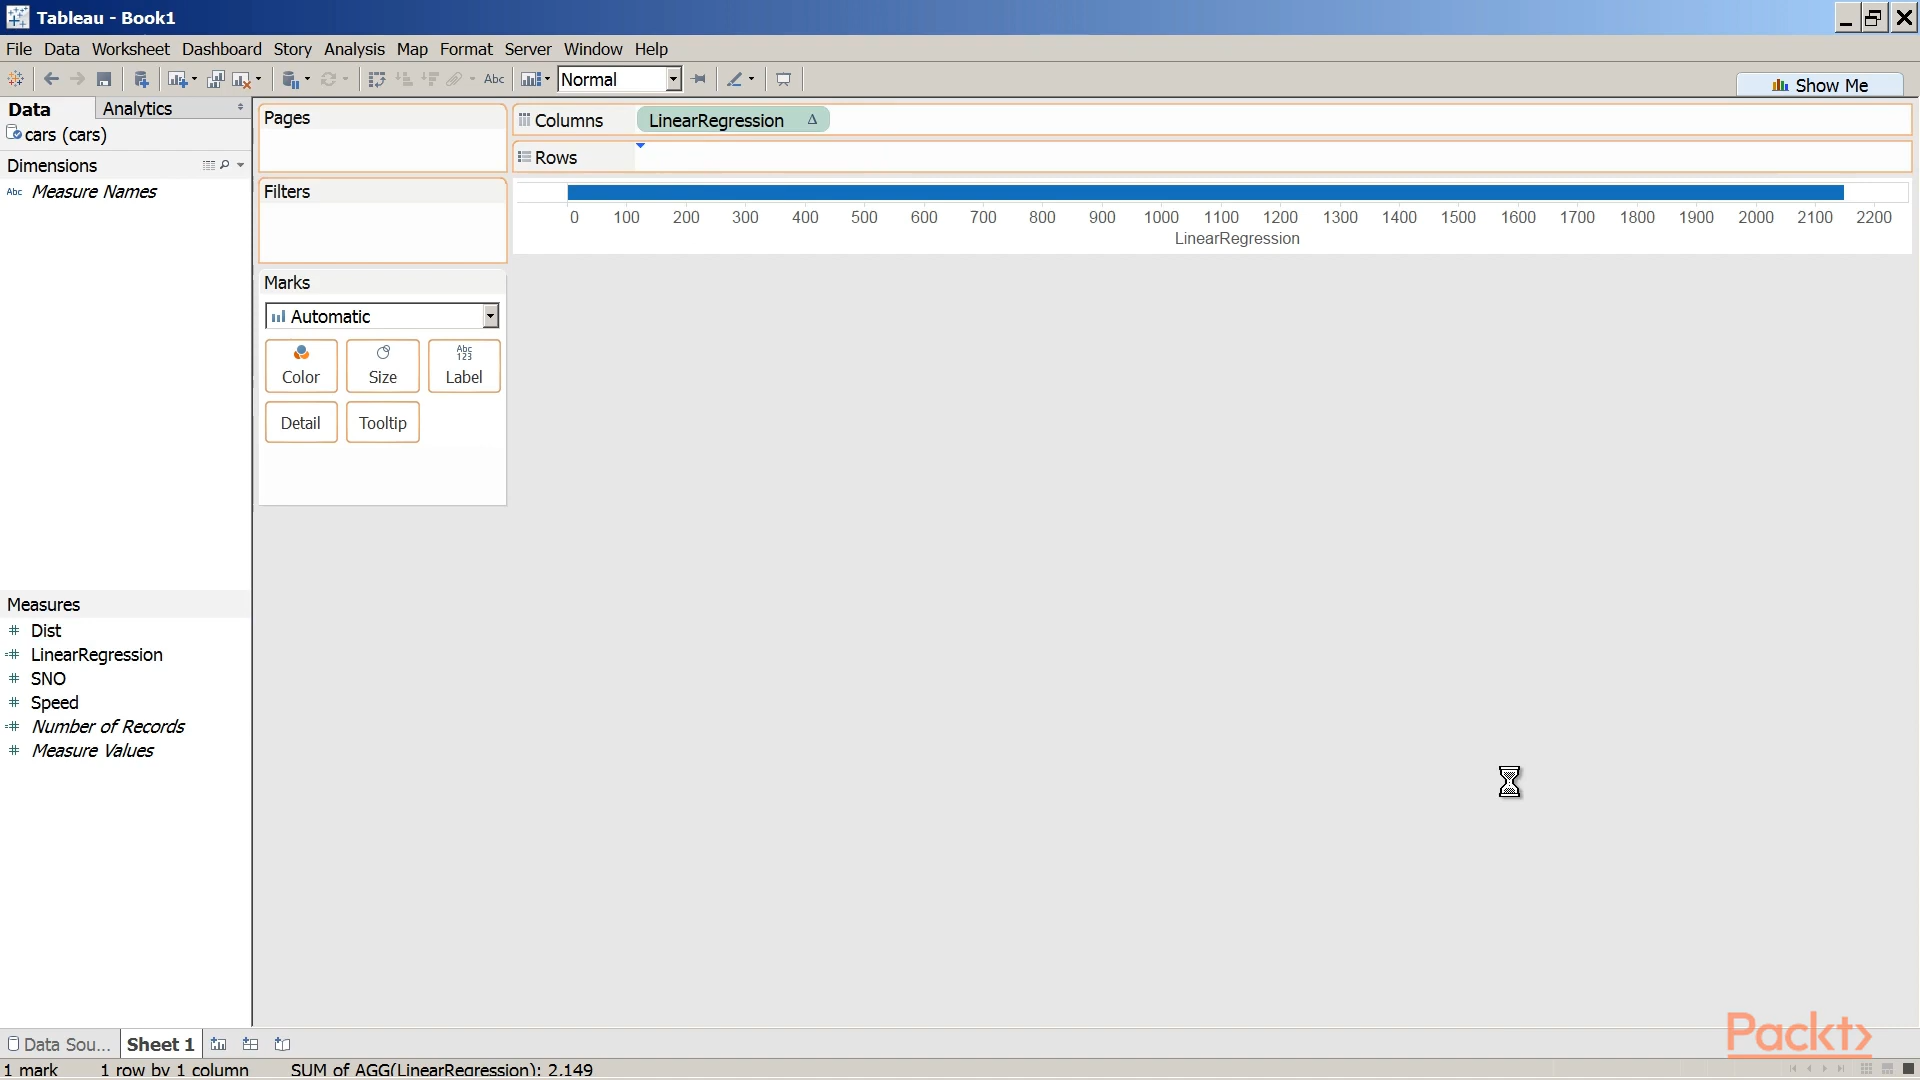 Tableau - Book1
File Data Worksheet Dashboard Story Analysis Map Format Server Window Help
Abc Normal
Show Me
Data Analytics
cars (cars)
Dimensions
Abc Measure Names
Measures
Dist
LinearRegression
SNO
Speed
Number of Records
Measure Values
Pages
Filters
Marks
Automatic
Color Size Abc 123 Label
Detail Tooltip
Columns LinearRegression Δ
Rows
0 100 200 300 400 500 600 700 800 900 1000 1100 1200 1300 1400 1500 1600 1700 1800 1900 2000 2100 2200
LinearRegression
Packt>
Data Sou... Sheet 1
1 mark 1 row by 1 column SUM of AGG(LinearRegression): 2,149